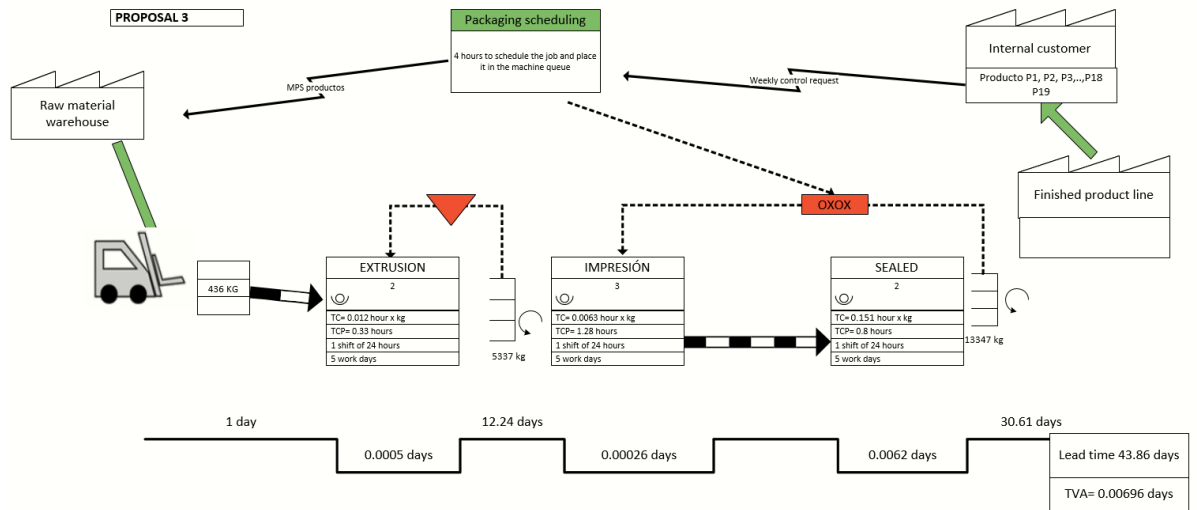 PROPOSAL 3
Packaging scheduling
4 hours to schedule the job and place
it in the machine queue
Internal customer
Producto P1, P2, P3,..,P18
P19
MPS productos
Weekly control request
Raw material
warehouse
Finished product line
OXOX
436 KG
EXTRUSION
2
TC= 0.012 hour x kg
TCP= 0.33 hours
1 shift of 24 hours
5 work days
5337 kg
IMPRESIÓN
3
TC= 0.0063 hour x kg
TCP= 1.28 hours
1 shift of 24 hours
5 work days
SEALED
2
TC= 0.151 hour x kg
TCP= 0.8 hours
1 shift of 24 hours
5 work days
13347 kg
1 day
12.24 days
30.61 days
0.0005 days
0.00026 days
0.0062 days
Lead time 43.86 days
TVA= 0.00696 days